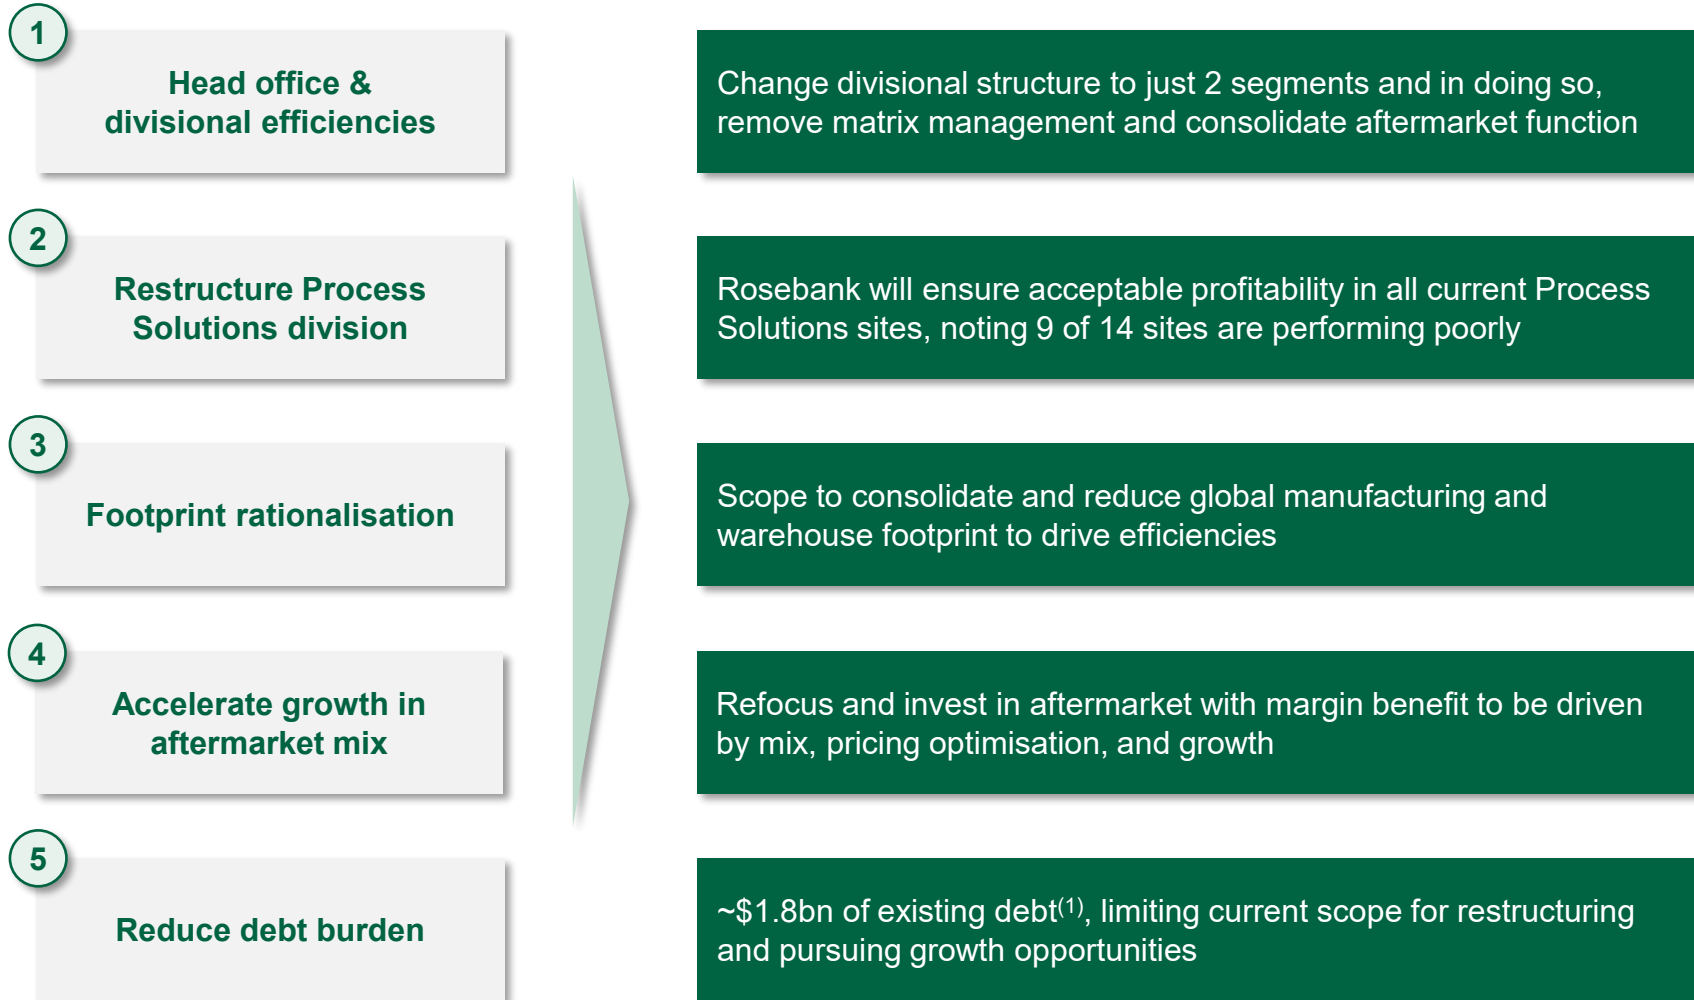 1
Head office &
divisional efficiencies
Change divisional structure to just 2 segments and in doing so,
remove matrix management and consolidate aftermarket function
2
Restructure Process
Solutions division
Rosebank will ensure acceptable profitability in all current Process
Solutions sites, noting 9 of 14 sites are performing poorly
3
Footprint rationalisation
Scope to consolidate and reduce global manufacturing and
warehouse footprint to drive efficiencies
4
Accelerate growth in
aftermarket mix
Refocus and invest in aftermarket with margin benefit to be driven
by mix, pricing optimisation, and growth
5
Reduce debt burden
~$1.8bn of existing debt(1), limiting current scope for restructuring
and pursuing growth opportunities